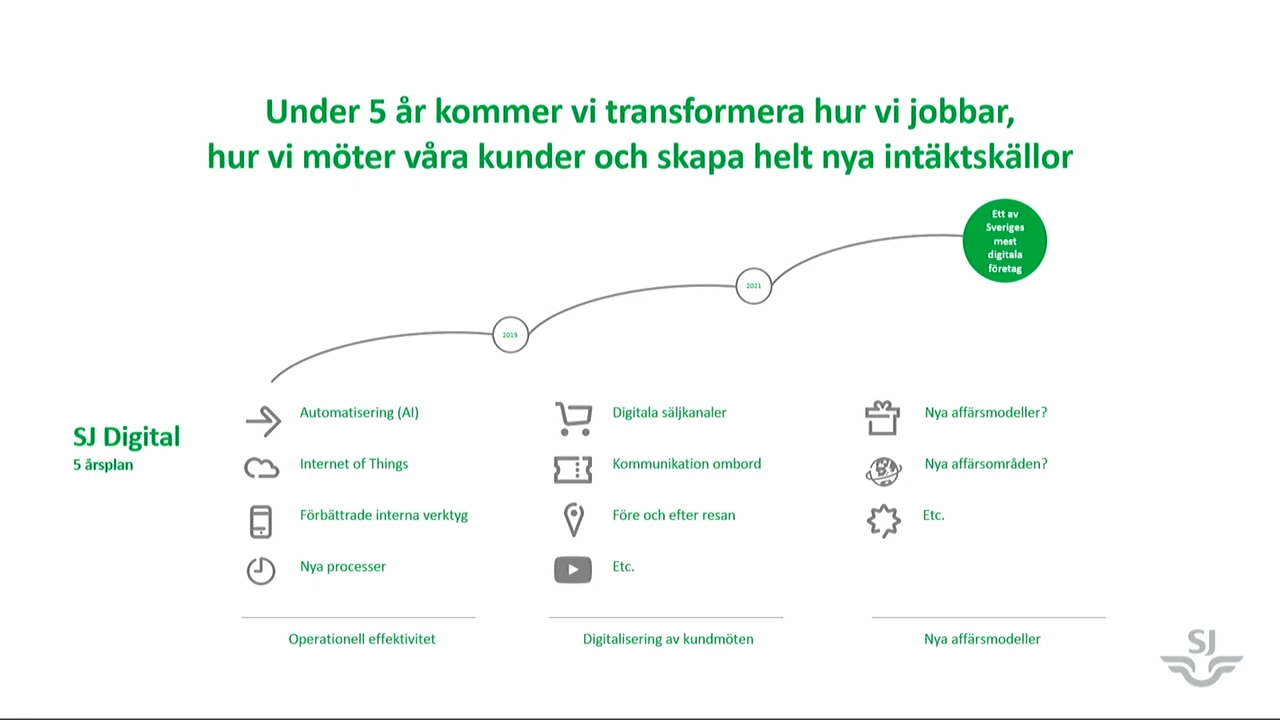 Under 5 år kommer vi transformera hur vi jobbar,
hur vi möter våra kunder och skapa helt nya intäktskällor
Ett av
Sveriges
mest
digitala
företag
2021
2019
SJ Digital
5 årsplan
Automatisering (AI)
Internet of Things
Förbättrade interna verktyg
Nya processer
Operationell effektivitet
Digitala säljkanaler
Kommunikation ombord
Före och efter resan
Etc.
Digitalisering av kundmöten
Nya affärsmodeller?
Nya affärsområden?
Etc.
Nya affärsmodeller
SJ